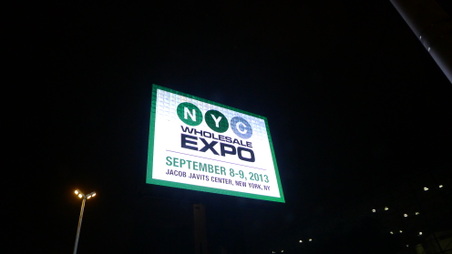 NYC
WHOLESALE
EXPO
SEPTEMBER 8-9, 2013
JACOB JAVITS CENTER, NEW YORK, NY